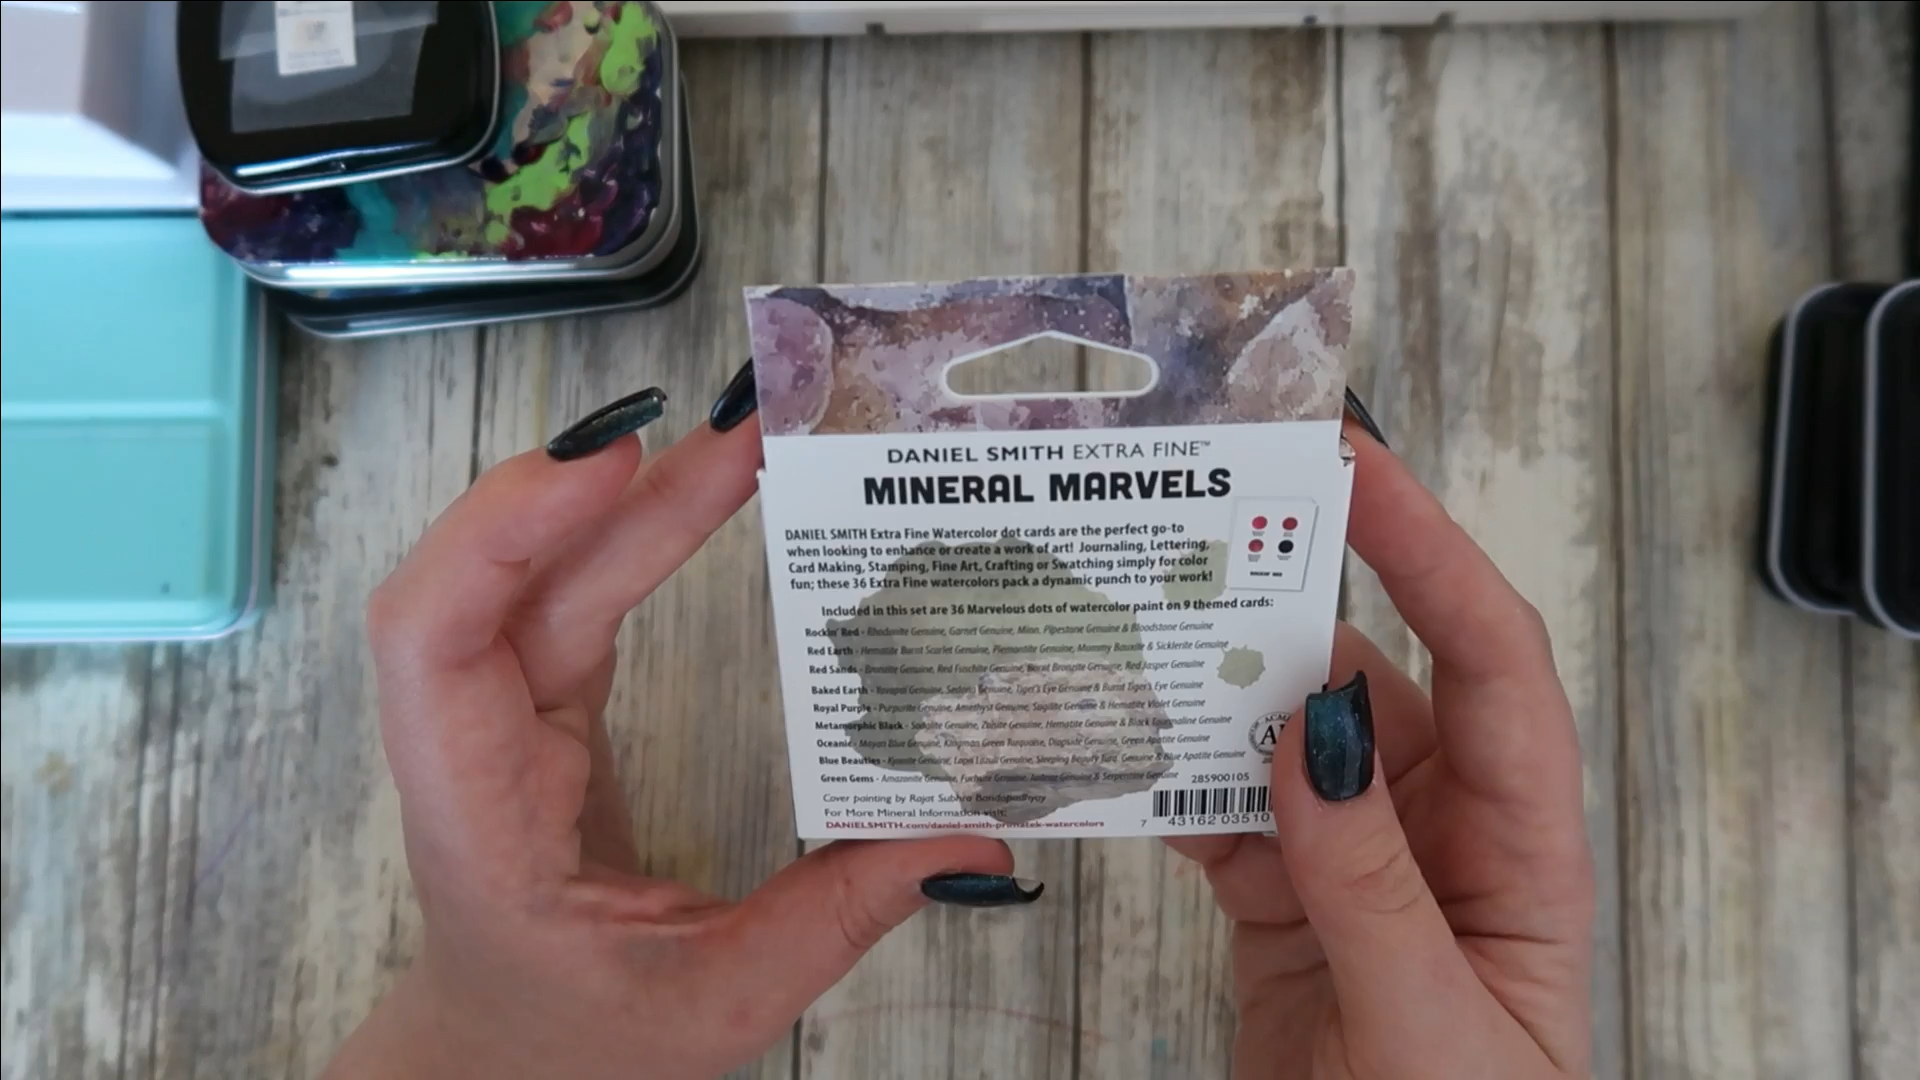 DANIEL SMITH EXTRA FINE™
MINERAL MARVELS
DANIEL SMITH Extra Fine Watercolor dot cards are the perfect go-to
when looking to enhance or create a work of art! Journaling, Lettering,
Card Making, Stamping, Fine Art, Crafting or Swatching simply for color
fun; these 36 Extra Fine watercolors pack a dynamic punch to your work!
Included in this set are 36 Marvelous dots of watercolor paint on 9 themed cards:
Rockin' Red - Rhodonite Genuine, Garnet Genuine, Minn. Pipestone Genuine & Bloodstone Genuine
Red Earth - Hematite Burnt Scarlet Genuine, Piemontite Genuine, Mummy Bauxite & Sicklerite Genuine
Red Sands - Bronzite Genuine, Red Fuchsite Genuine, Burnt Bronzite Genuine, Red Jasper Genuine
Baked Earth - Yavapai Genuine, Sedona Genuine, Tiger's Eye Genuine & Burnt Tiger's Eye Genuine
Royal Purple - Purpurite Genuine, Amethyst Genuine, Sugilite Genuine & Hematite Violet Genuine
Metamorphic Black - Sodalite Genuine, Zoisite Genuine, Hematite Genuine & Black Tourmaline Genuine
Oceanic - Mayan Blue Genuine, Kingman Green Turquoise, Diopside Genuine, Green Apatite Genuine
Blue Beauties - Kyanite Genuine, Lapis Lazuli Genuine, Sleeping Beauty Turq. Genuine & Blue Apatite Genuine
Green Gems - Amazonite Genuine, Fuchsite Genuine, Jadeite Genuine & Serpentine Genuine
285900105
Cover painting by Rajat Subhra Bandopadhyay
For More Mineral Information visit:
DANIELSMITH.com/daniel-smith-primatek-watercolors
7 43162 03510